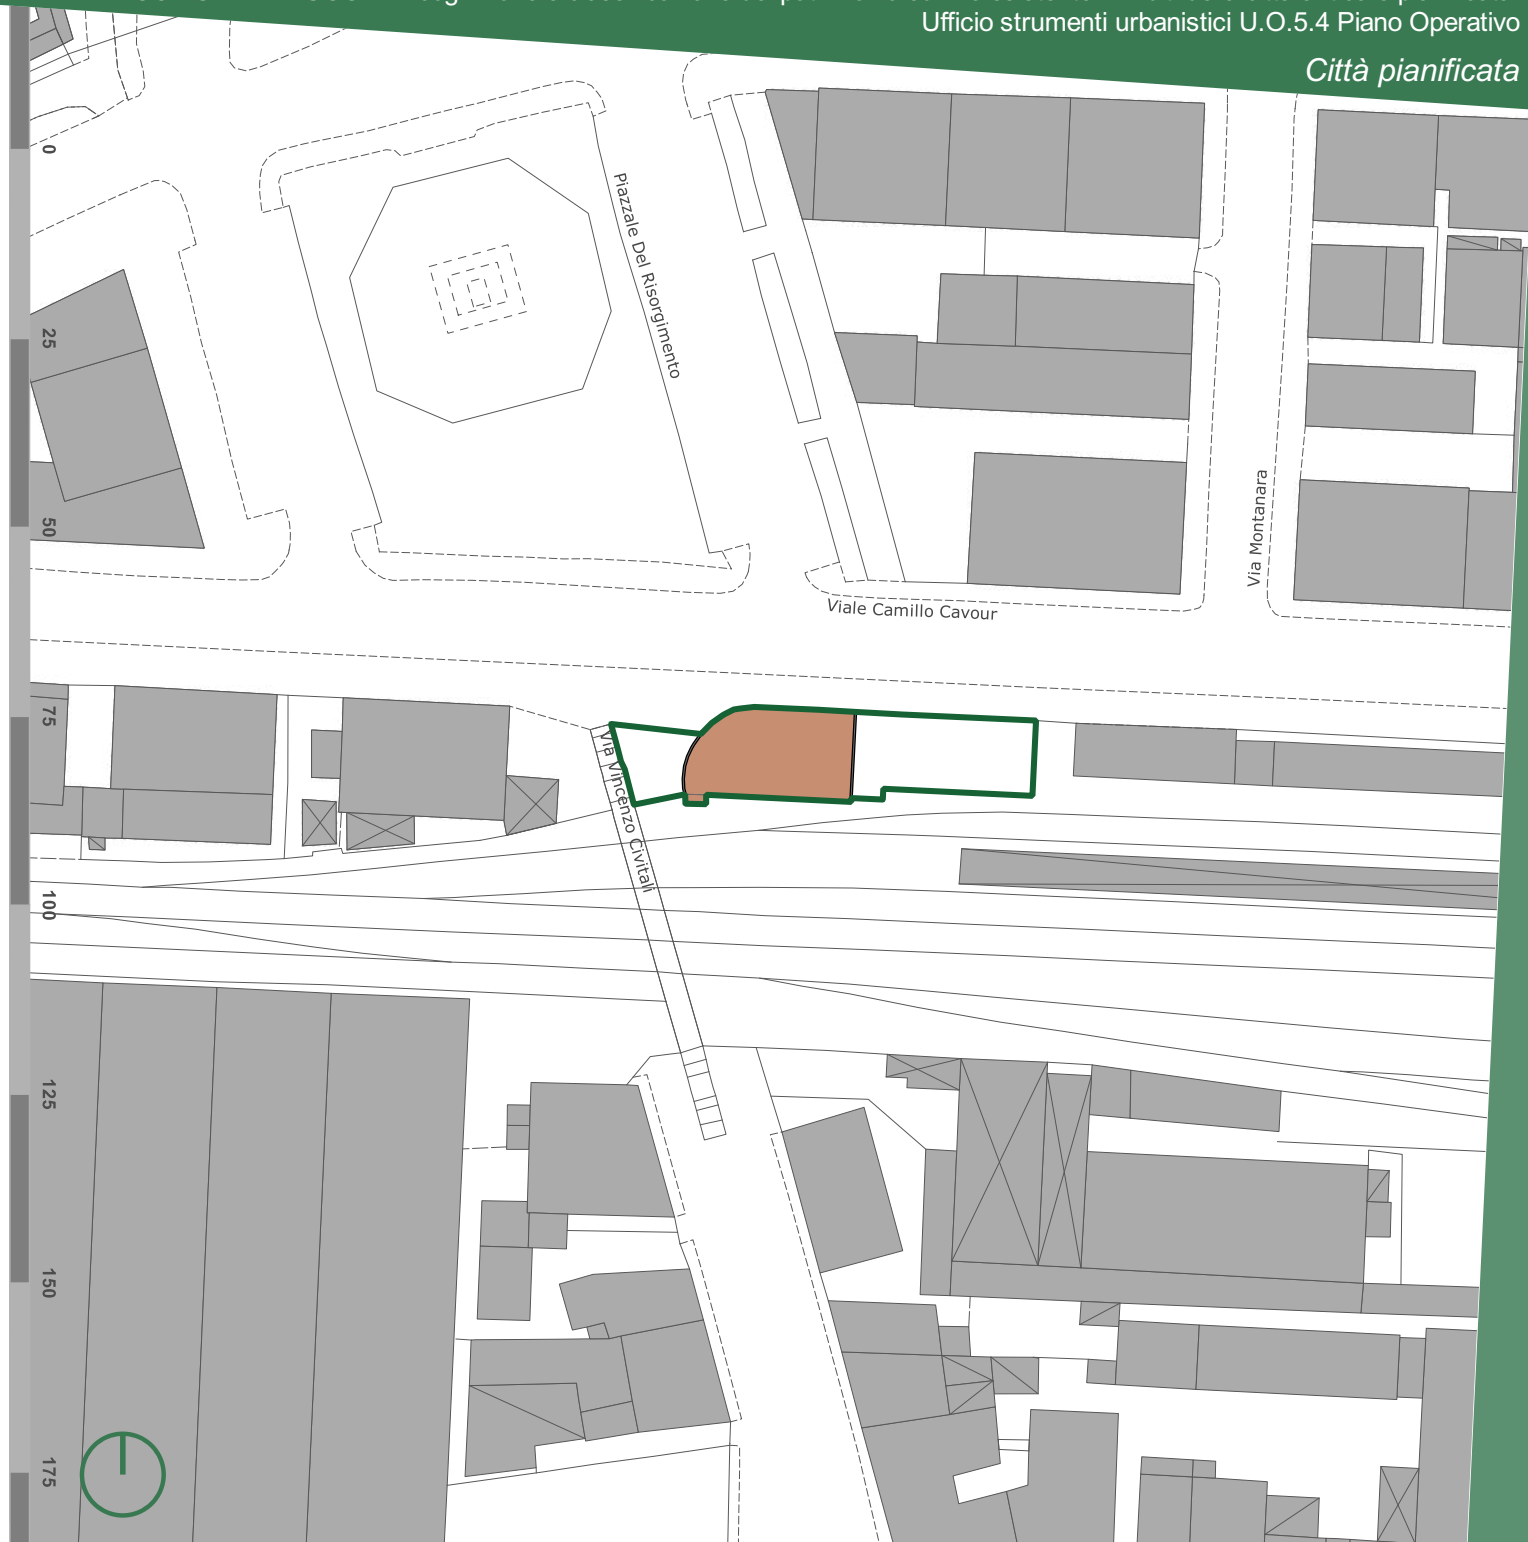 Ufficio strumenti urbanistici U.O.5.4 Piano Operativo
Città pianificata
0
25
50
75
100
125
150
175
Piazzale Del Risorgimento
Via Montanara
Viale Camillo Cavour
Via Vincenzo Civitali